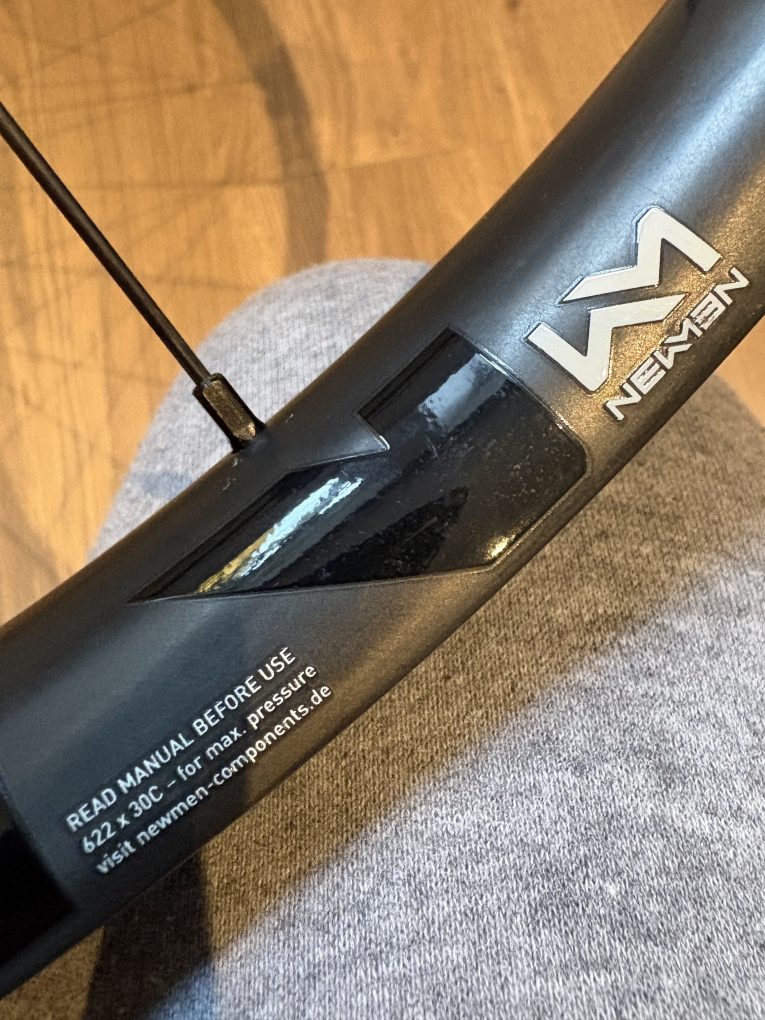 NEWMEN
READ MANUAL BEFORE USE
622 x 30C – for max. pressure
visit newmen-components.de